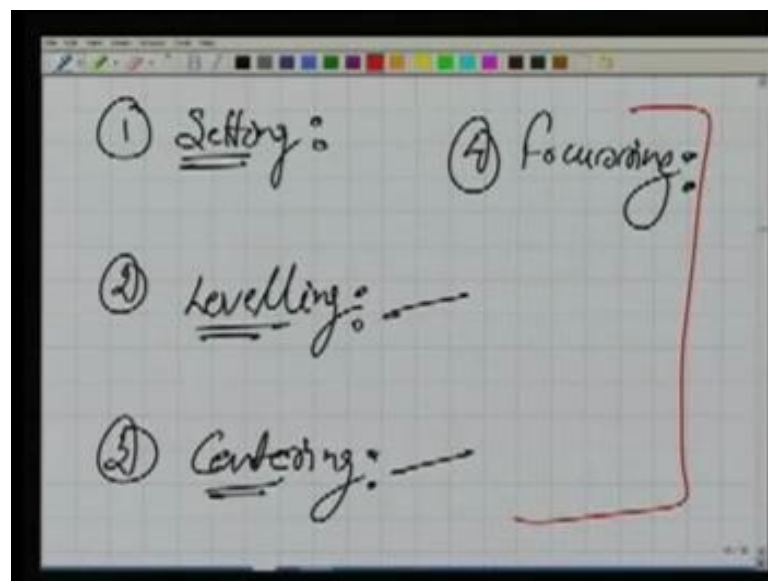 ① Setting:
② Levelling:—
③ Centering:—
④ Focussing: